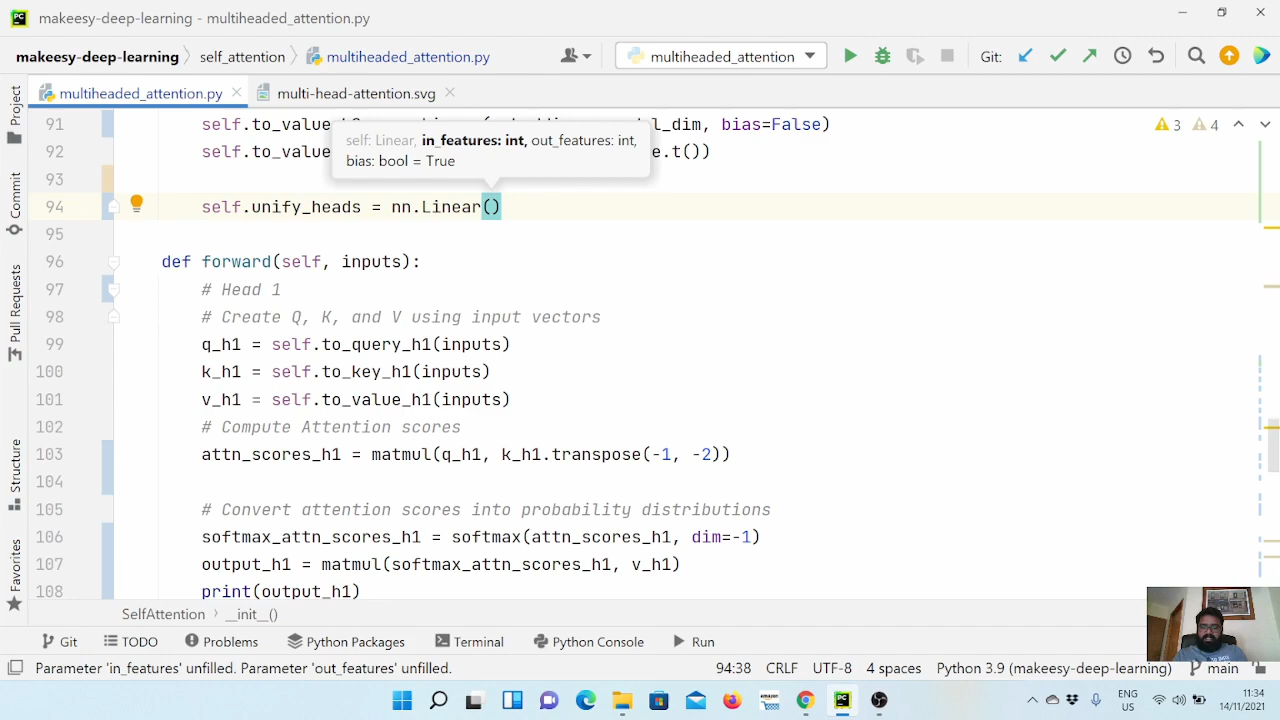 makeesy-deep-learning - multiheaded_attention.py
makeesy-deep-learning self_attention multiheaded_attention.py multiheaded_attention Git:
multiheaded_attention.py multi-head-attention.svg
Project
Commit
Pull Requests
Structure
Favorites
3 4
91 self.to_value l_dim, bias=False)
self: Linear, in_features: int, out_features: int,
bias: bool = True
92 self.to_value e.t())
93
94 self.unify_heads = nn.Linear()
95
96 def forward(self, inputs):
97 # Head 1
98 # Create Q, K, and V using input vectors
99 q_h1 = self.to_query_h1(inputs)
100 k_h1 = self.to_key_h1(inputs)
101 v_h1 = self.to_value_h1(inputs)
102 # Compute Attention scores
103 attn_scores_h1 = matmul(q_h1, k_h1.transpose(-1, -2))
104
105 # Convert attention scores into probability distributions
106 softmax_attn_scores_h1 = softmax(attn_scores_h1, dim=-1)
107 output_h1 = matmul(softmax_attn_scores_h1, v_h1)
108 print(output_h1)
SelfAttention __init__()
Git TODO Problems Python Packages Terminal Python Console Run
Parameter 'in_features' unfilled. Parameter 'out_features' unfilled. 94:38 CRLF UTF-8 4 spaces Python 3.9 (makeesy-deep-learning) main
ENG
US
11:34
14/11/2021